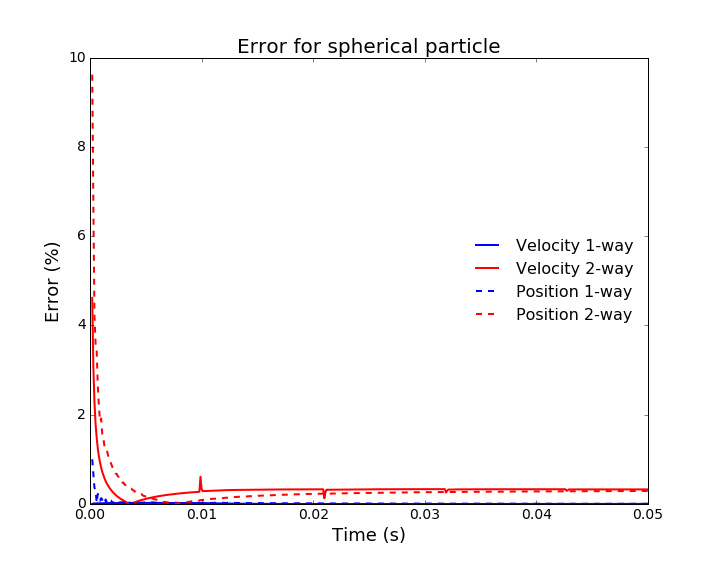 Error for spherical particle
10
8
6
4
2
0
Error (%)
Velocity 1-way
Velocity 2-way
Position 1-way
Position 2-way
0.00 0.01 0.02 0.03 0.04 0.05
Time (s)